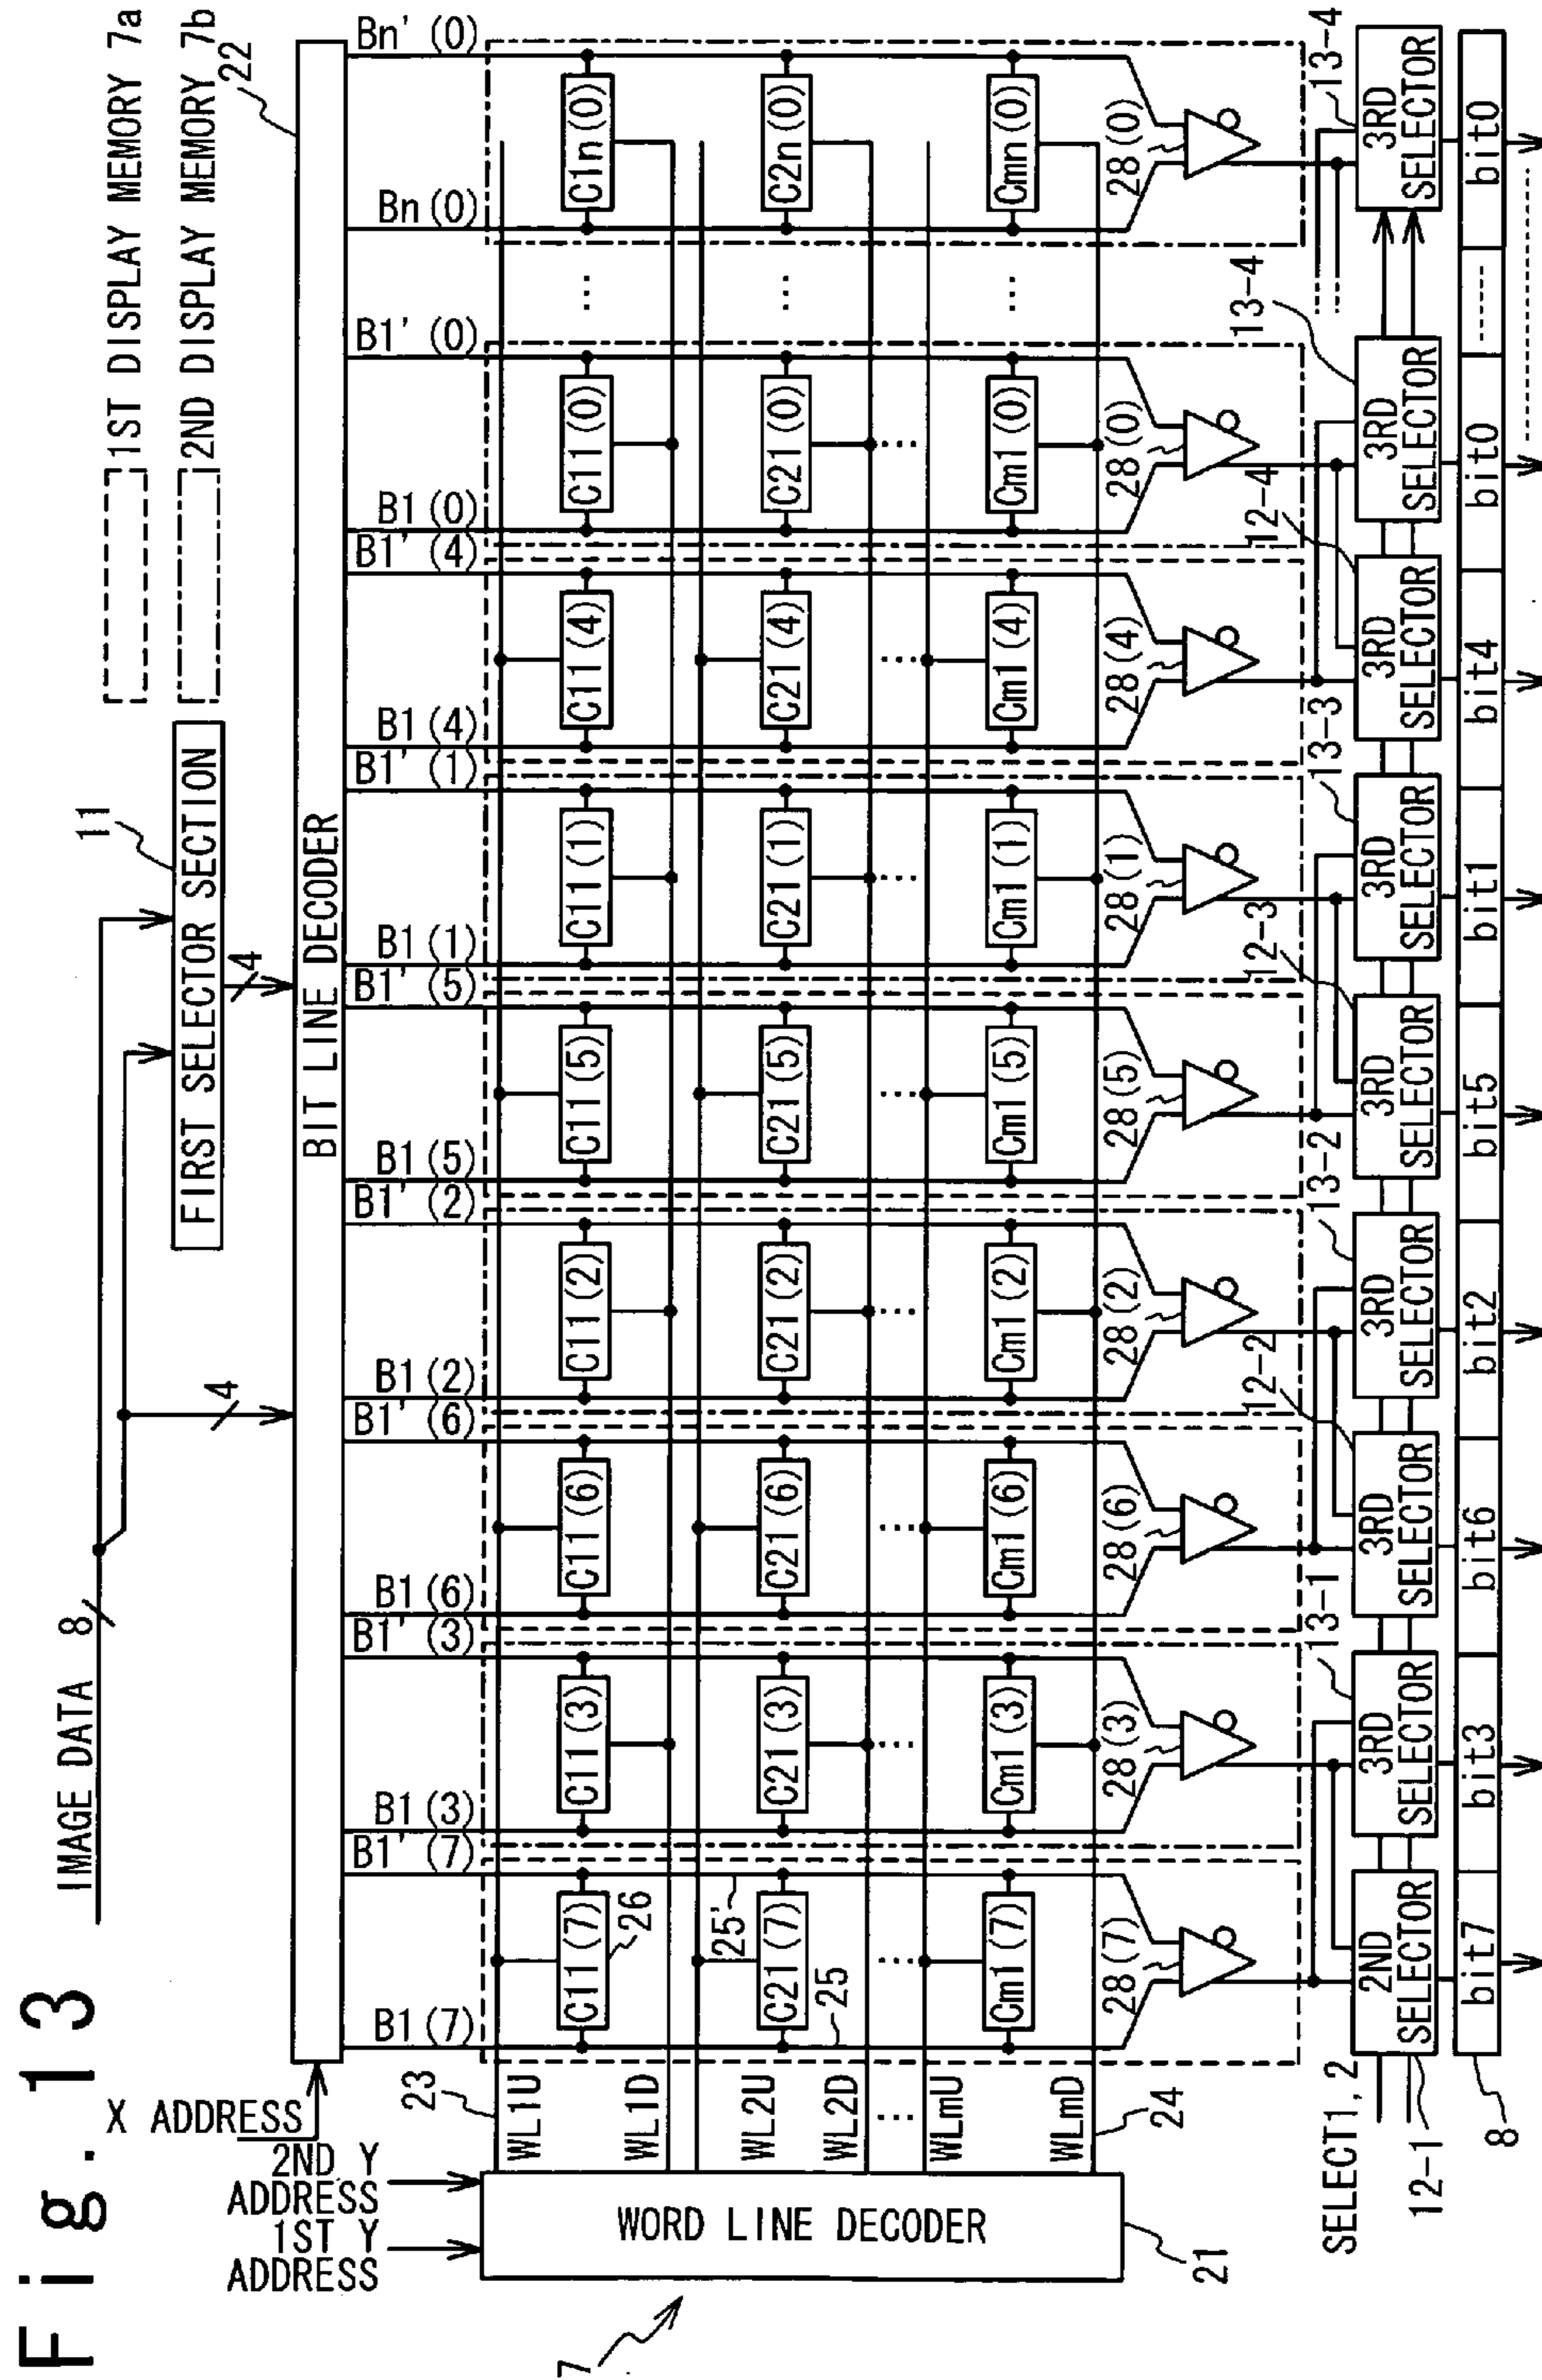 Fig. 13
IMAGE DATA 8
11
FIRST SELECTOR SECTION
1ST DISPLAY MEMORY 7a
2ND DISPLAY MEMORY 7b
4
4
22
X ADDRESS
BIT LINE DECODER
2ND Y ADDRESS
1ST Y ADDRESS
B1(7) B1'(7) B1(3) B1'(3) B1(6) B1'(6) B1(2) B1'(2) B1(5) B1'(5) B1(1) B1'(1) B1(4) B1'(4) B1(0) B1'(0) Bn(0) Bn'(0)
7
WORD LINE DECODER
21
23
WL1U
WL1D
WL2U
WL2D
...
WLmU
WLmD
24
C11(7) C11(3) C11(6) C11(2) C11(5) C11(1) C11(4) C11(0) ... C1n(0)
26
25'
C21(7) C21(3) C21(6) C21(2) C21(5) C21(1) C21(4) C21(0) ... C2n(0)
25
... ... ... ... ... ... ... ...
Cm1(7) Cm1(3) Cm1(6) Cm1(2) Cm1(5) Cm1(1) Cm1(4) Cm1(0) ... Cmn(0)
28(7) 28(3) 28(6) 28(2) 28(5) 28(1) 28(4) 28(0) 28(0)
13-1 12-2 13-2 12-3 13-3 12-4 13-4 13-4
SELECT1,2
2ND SELECTOR
3RD SELECTOR
3RD SELECTOR
3RD SELECTOR
3RD SELECTOR
3RD SELECTOR
3RD SELECTOR
3RD SELECTOR
3RD SELECTOR
12-1
8
bit7 bit3 bit6 bit2 bit5 bit1 bit4 bit0 bit0